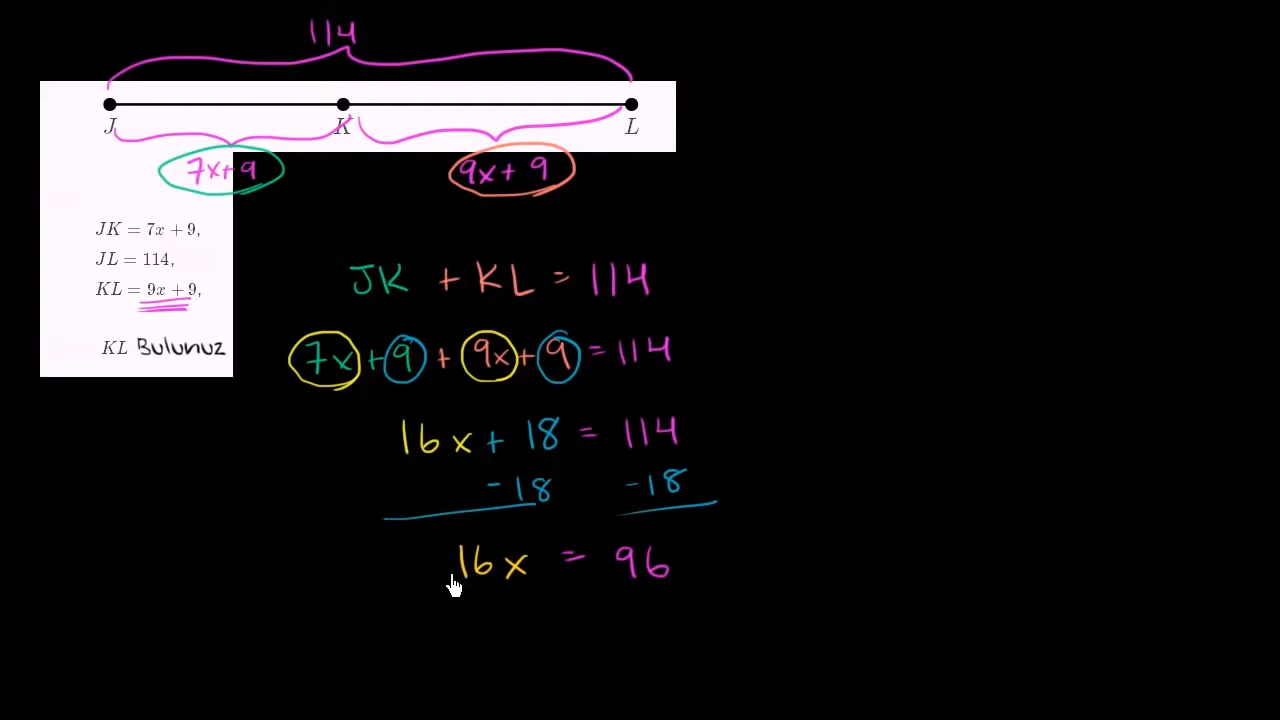 114
J K L
7x+9 9x+ 9
JK = 7x + 9,
JL = 114,
KL = 9x + 9,
KL Bulunuz
JK + KL = 114
7x +9 + 9x + 9 = 114
16x + 18 = 114
-18 -18
16x = 96